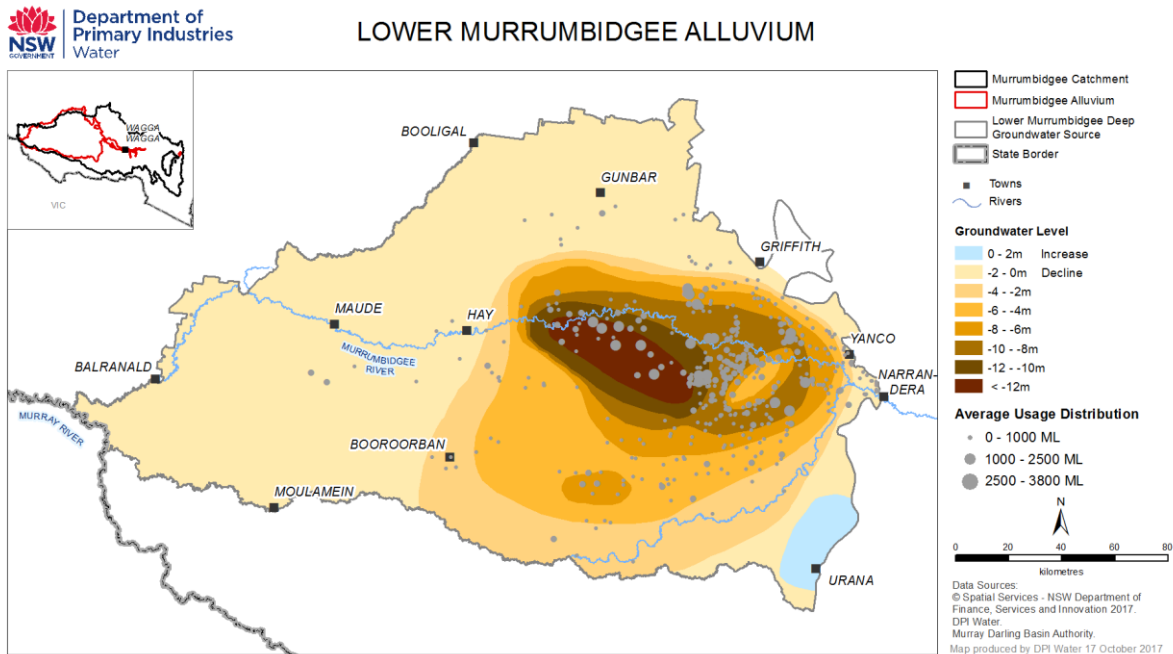 NSW
GOVERNMENT
Department of
Primary Industries
Water
LOWER MURRUMBIDGEE ALLUVIUM
WAGGA
WAGGA
VIC
BOOLIGAL
GUNBAR
GRIFFITH
MAUDE
HAY
YANCO
MURRUMBIDGEE
RIVER
BALRANALD
NARRAN-
DERA
MURRAY RIVER
BOOROORBAN
MOULAMEIN
URANA
Murrumbidgee Catchment
Murrumbidgee Alluvium
Lower Murrumbidgee Deep
Groundwater Source
State Border
Towns
Rivers
Groundwater Level
0 - 2m Increase
-2 - 0m Decline
-4 - -2m
-6 - -4m
-8 - -6m
-10 - -8m
-12 - -10m
< -12m
Average Usage Distribution
0 - 1000 ML
1000 - 2500 ML
2500 - 3800 ML
N
0 20 40 60 80
kilometres
Data Sources:
© Spatial Services - NSW Department of
Finance, Services and Innovation 2017.
DPI Water.
Murray Darling Basin Authority.
Map produced by DPI Water 17 October 2017